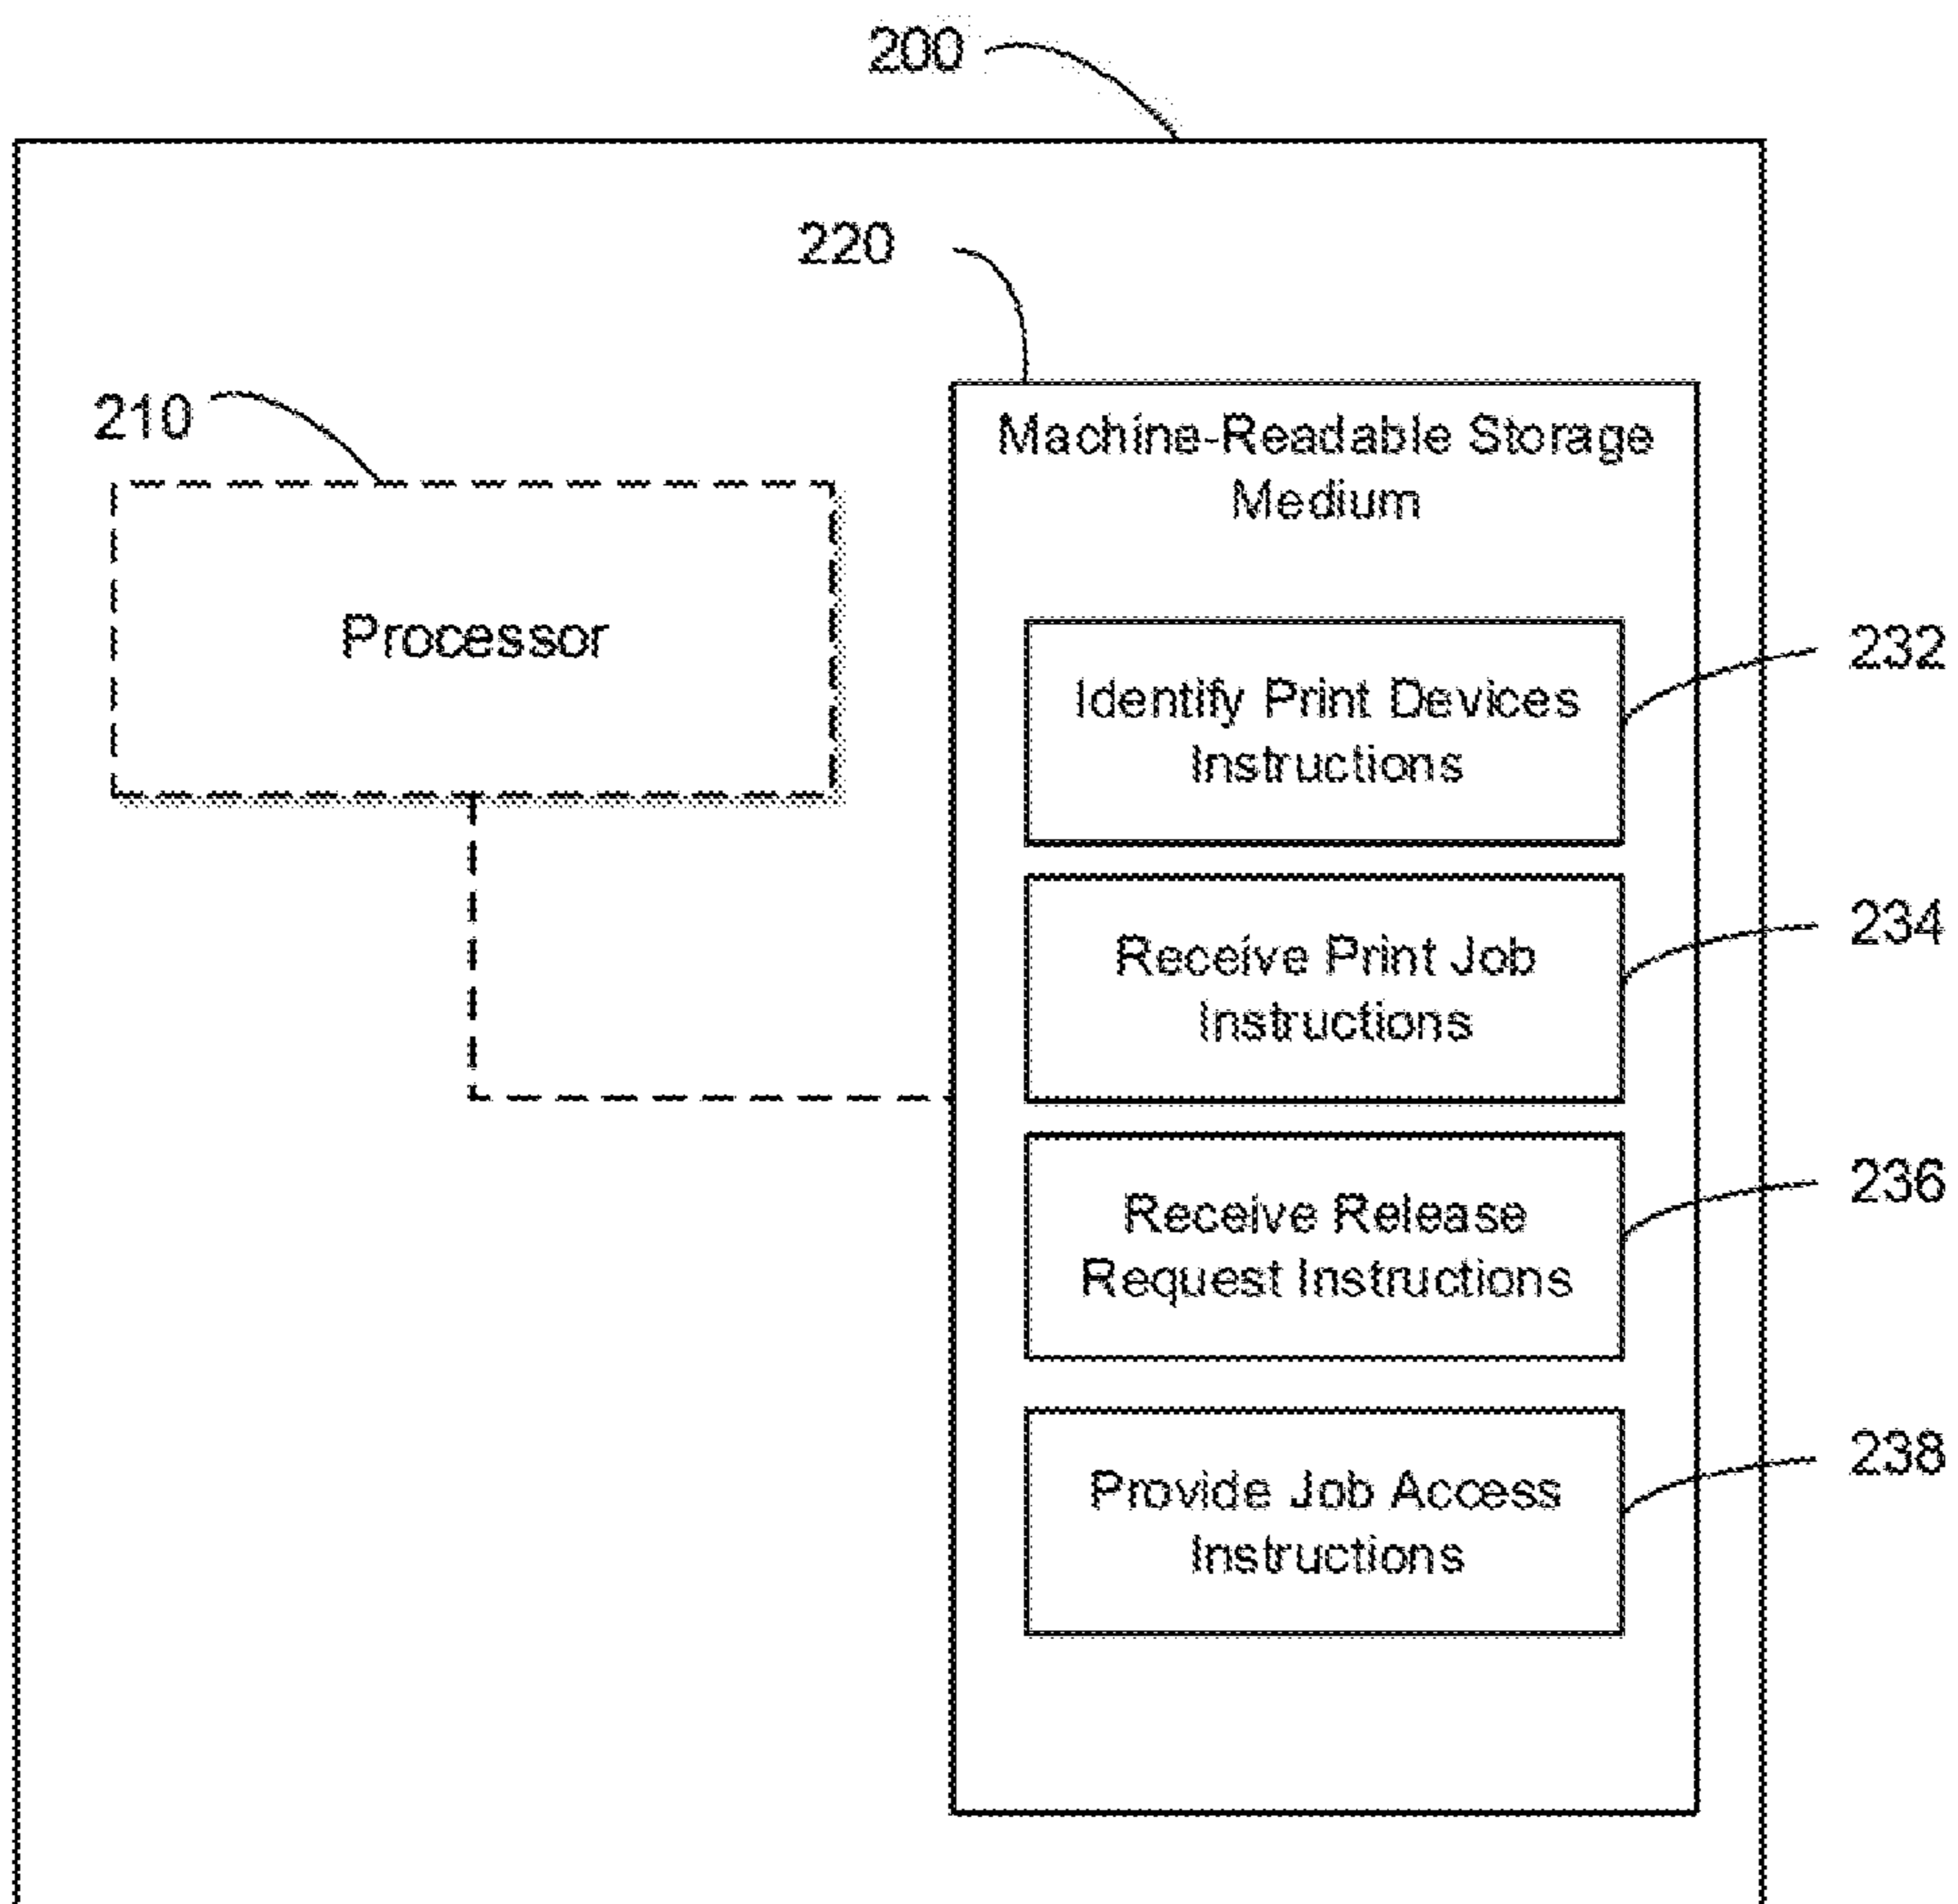 200
220
210
Machine-Readable Storage
Medium
Processor
Identify Print Devices
Instructions
232
Receive Print Job
Instructions
234
Receive Release
Request Instructions
236
Provide Job Access
Instructions
238